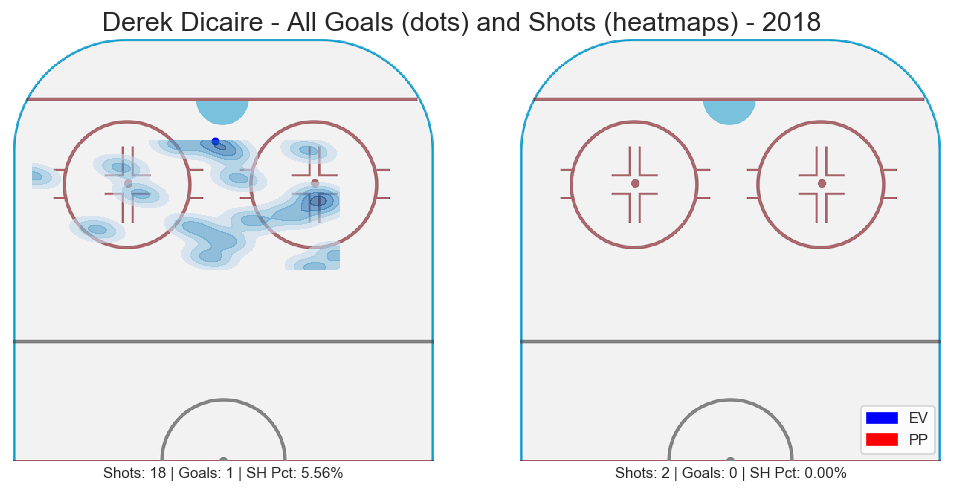 Derek Dicaire - All Goals (dots) and Shots (heatmaps) - 2018
EV
PP
Shots: 18 | Goals: 1 | SH Pct: 5.56%
Shots: 2 | Goals: 0 | SH Pct: 0.00%